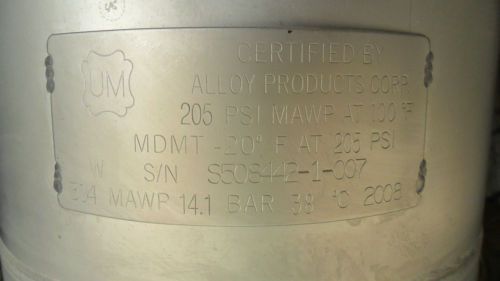 UM
CERTIFIED BY
ALLOY PRODUCTS CORP.
205 PSI MAWP AT 100 °F
MDMT -20° F AT 205 PSI
W S/N S508442-1-007
304 MAWP 14.1 BAR 38 °C 2008